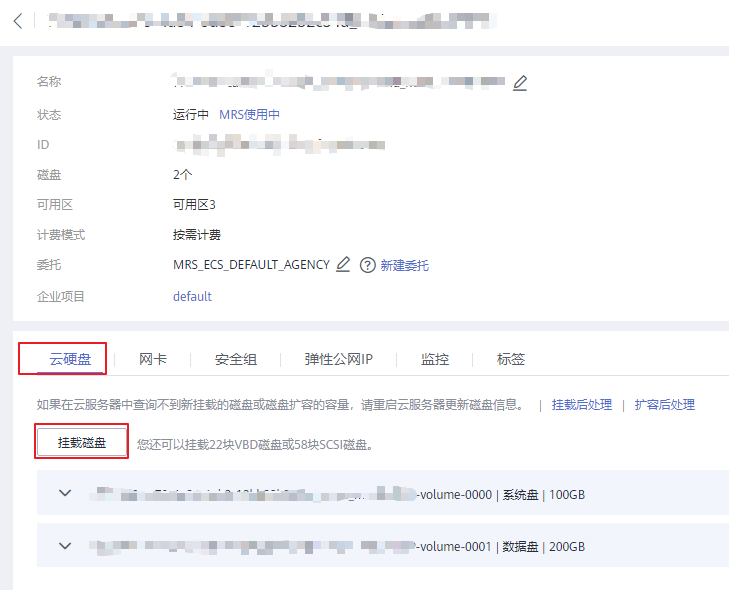 名称
状态 运行中 MRS使用中
ID
磁盘 2个
可用区 可用区3
计费模式 按需计费
委托 MRS_ECS_DEFAULT_AGENCY 新建委托
企业项目 default
云硬盘 网卡 安全组 弹性公网IP 监控 标签
如果在云服务器中查询不到新挂载的磁盘或磁盘扩容的容量，请重启云服务器更新磁盘信息。 | 挂载后处理 | 扩容后处理
挂载磁盘 您还可以挂载22块VBD磁盘或58块SCSI磁盘。
-volume-0000 | 系统盘 | 100GB
-volume-0001 | 数据盘 | 200GB